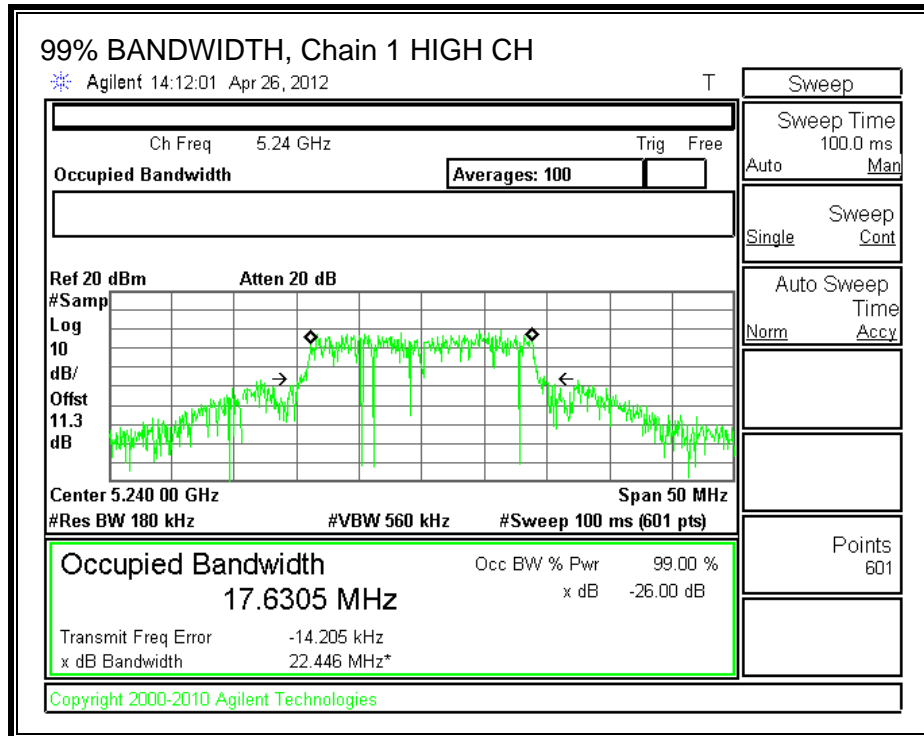 99% BANDWIDTH, Chain 1 HIGH CH
Agilent 14:12:01 Apr 26, 2012 T
Ch Freq 5.24 GHz Trig Free
Occupied Bandwidth Averages: 100
Ref 20 dBm Atten 20 dB
#Samp
Log
10
dB/
Offst
11.3
dB
Center 5.240 00 GHz Span 50 MHz
#Res BW 180 kHz #VBW 560 kHz #Sweep 100 ms (601 pts)
Occupied Bandwidth Occ BW % Pwr 99.00 %
17.6305 MHz x dB -26.00 dB
Transmit Freq Error -14.205 kHz
x dB Bandwidth 22.446 MHz*
Copyright 2000-2010 Agilent Technologies
Sweep
Sweep Time
100.0 ms
Auto Man
Sweep
Single Cont
Auto Sweep
Time
Norm Accy
Points
601